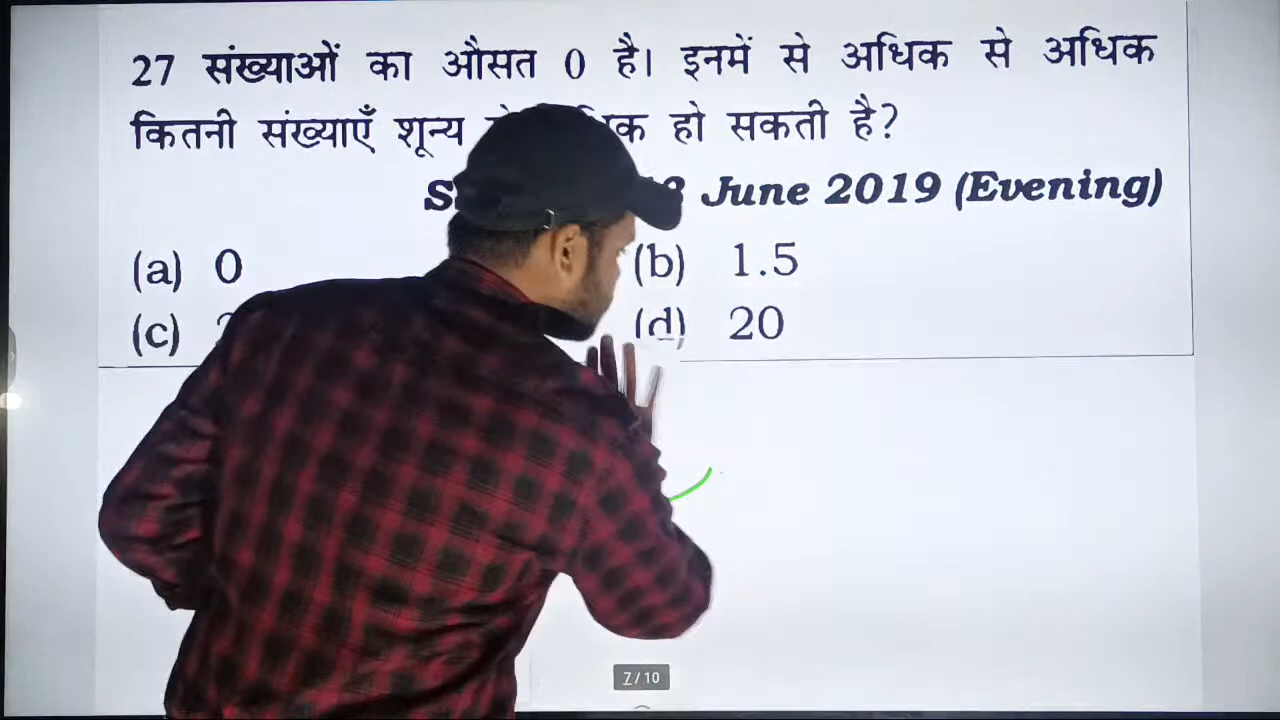 27 संख्याओं का औसत 0 है। इनमें से अधिक से अधिक
कितनी संख्याएँ शून्य हो सकती है?
June 2019 (Evening)
(a) 0
(b) 1.5
(c)
(d) 20
7/10